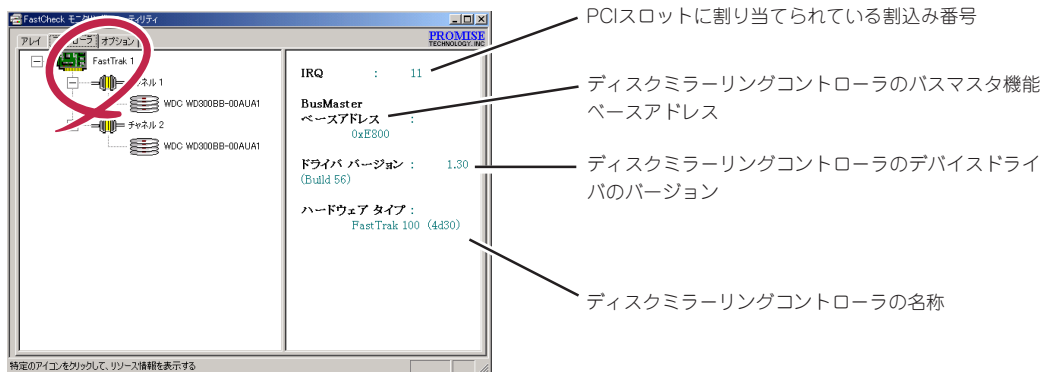 FastCheck モニタリング ユーティリティ
アレイ
コントローラ
オプション
PROMISE
TECHNOLOGY, INC
FastTrak 1
チャネル 1
WDC WD300BB-00AUA1
チャネル 2
WDC WD300BB-00AUA1
IRQ : 11
BusMaster
ベースアドレス :
0xE800
ドライバ バージョン : 1.30
(Build 56)
ハードウェア タイプ :
FastTrak 100 (4d30)
特定のアイコンをクリックして、リソース情報を表示する
PCIスロットに割り当てられている割込み番号
ディスクミラーリングコントローラのバスマスタ機能
ベースアドレス
ディスクミラーリングコントローラのデバイスドライ
バのバージョン
ディスクミラーリングコントローラの名称